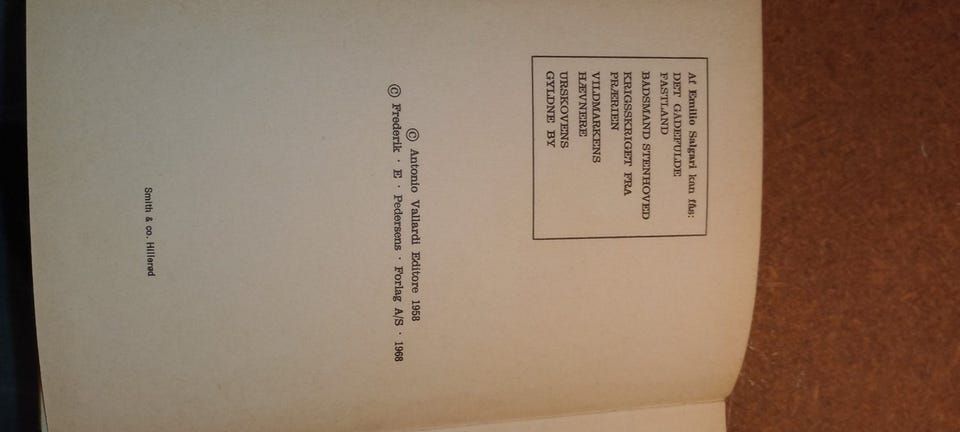 Af Emilio Salgari kan fås:
DET GÅDEFULDE
FASTLAND
BADSMAND STENHOVED
KRIGSSKRIGET FRA
PRÆRIEN
VILDMARKENS
HÆVNERE
URSKOVENS
GYLDNE BY
© Antonio Vallardi Editore 1958
© Frederik · E · Pedersens · Forlag A/S · 1968
Smith & co. Hillerød